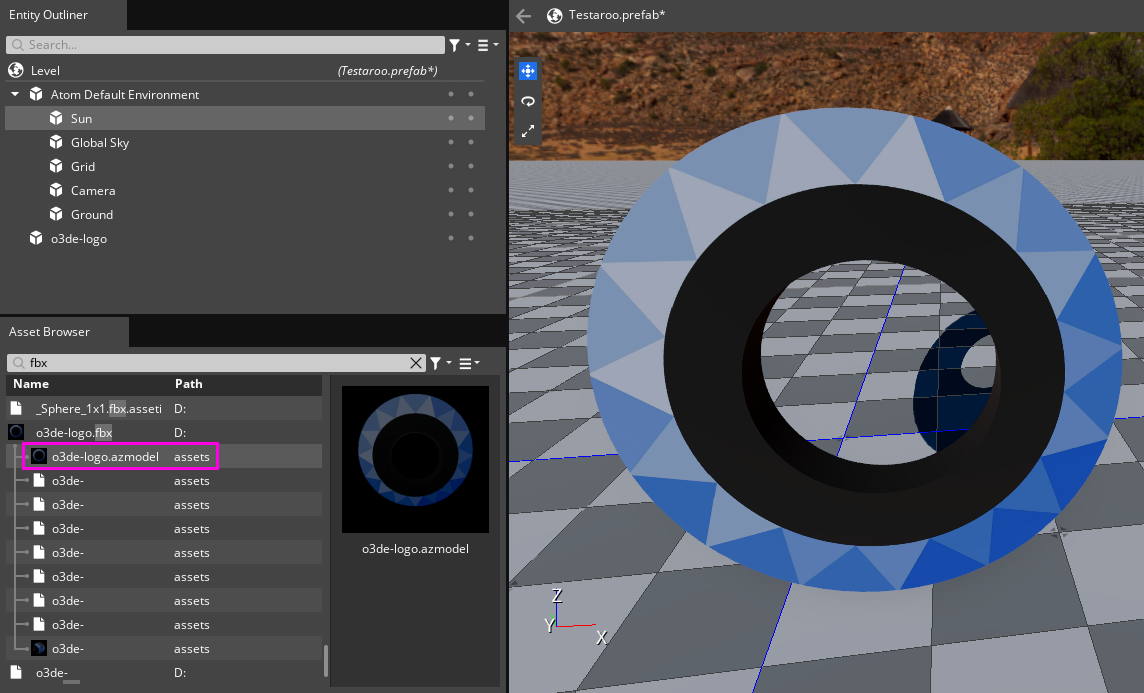 Entity Outliner
Search...
Level (Testaroo.prefab*)
Atom Default Environment
Sun
Global Sky
Grid
Camera
Ground
o3de-logo
Asset Browser
fbx
Name Path
_Sphere_1x1.fbx.asseti D:
o3de-logo.fbx D:
o3de-logo.azmodel assets
o3de- assets
o3de- assets
o3de- assets
o3de- assets
o3de- assets
o3de- assets
o3de- assets
o3de- assets
o3de- D:
o3de-logo.azmodel
Testaroo.prefab*
Z
Y
X